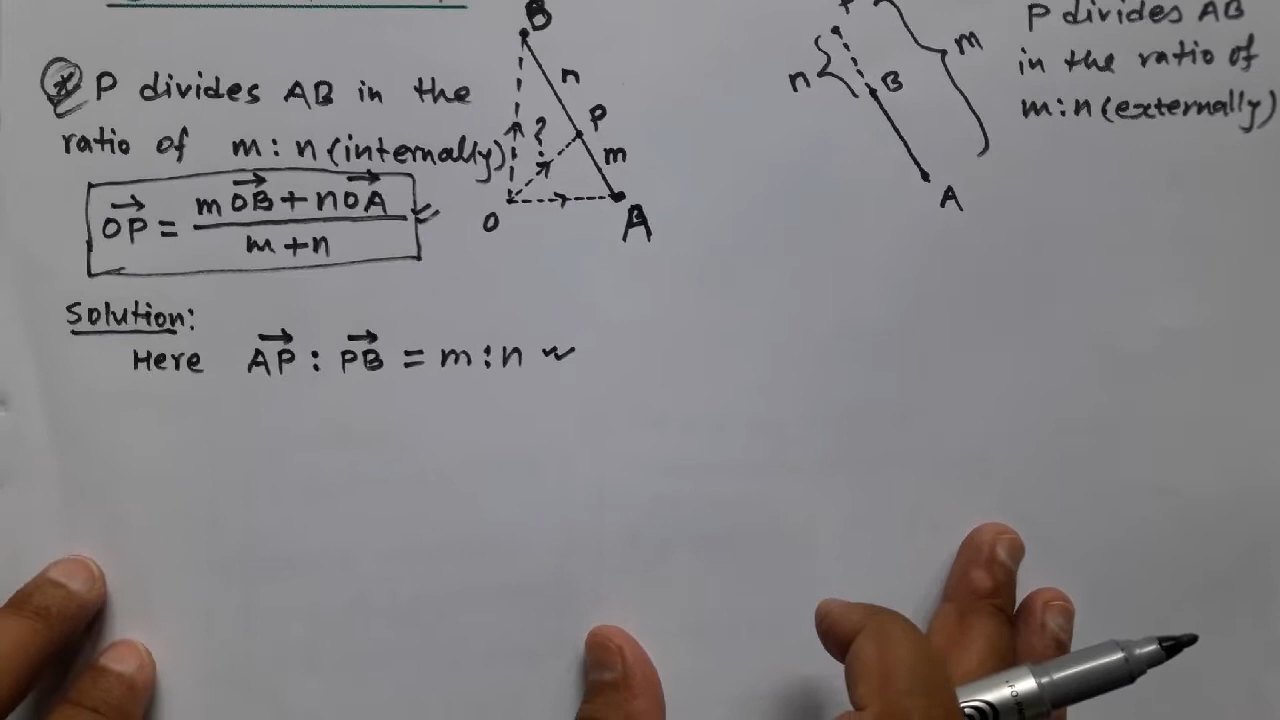 * P divides AB in the
ratio of m : n (internally)
OP = mOB + nOA
m + n
B
n
P
?
m
O
A
Solution:
Here AP : PB = m : n
n
B
m
A
P divides AB
in the ratio of
m : n (externally)